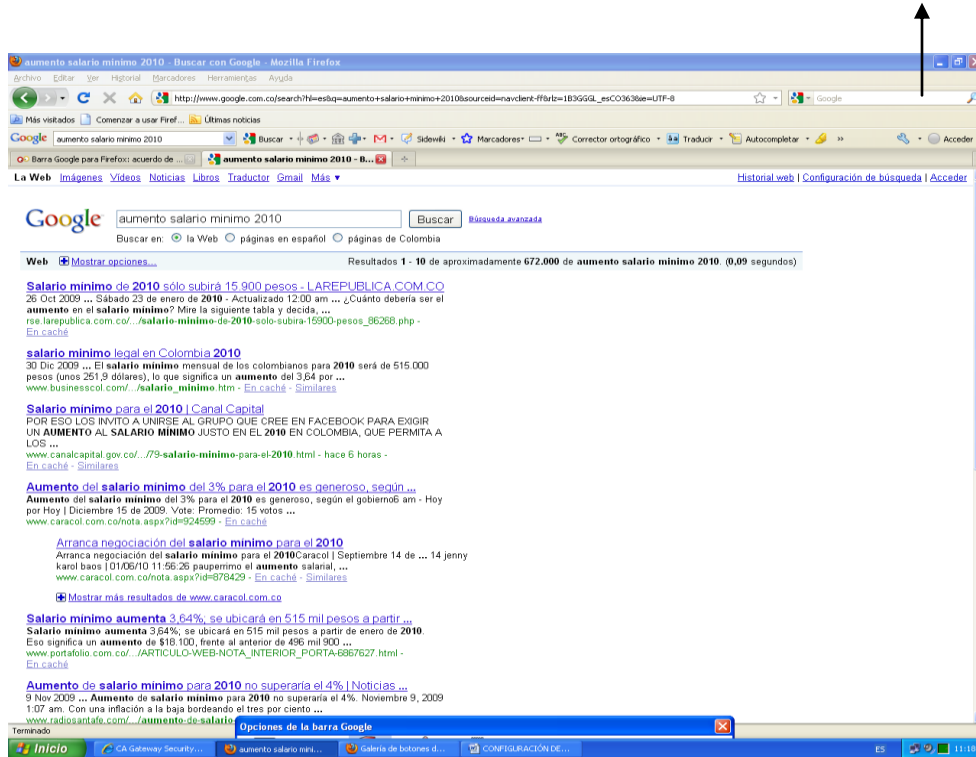 aumento salario minimo 2010 - Buscar con Google - Mozilla Firefox
Archivo Editar Ver Historial Marcadores Herramientas Ayuda
http://www.google.com.co/search?hl=es&q=aumento+salario+minimo+2010&sourceid=navclient-ff&rlz=1B3GGGL_esCO363&ie=UTF-8 Google
Más visitados Comenzar a usar Firef... Últimas noticias
Google aumento salario minimo 2010 Buscar Sidewiki Marcadores Corrector ortográfico Traducir Autocompletar » Acceder
Barra Google para Firefox: acuerdo de ... aumento salario minimo 2010 - B...
La Web Imágenes Vídeos Noticias Libros Traductor Gmail Más ▼ Historial web | Configuración de búsqueda | Acceder
Google aumento salario minimo 2010 Buscar Búsqueda avanzada
Buscar en: la Web páginas en español páginas de Colombia
Web Mostrar opciones... Resultados 1 - 10 de aproximadamente 672.000 de aumento salario minimo 2010. (0,09 segundos)
Salario mínimo de 2010 sólo subirá 15.900 pesos - LAREPUBLICA.COM.CO
26 Oct 2009 ... Sábado 23 de enero de 2010 - Actualizado 12:00 am ... ¿Cuánto debería ser el
aumento en el salario mínimo? Mire la siguiente tabla y decida, ...
rse.larepublica.com.co/.../salario-minimo-de-2010-solo-subira-15900-pesos_86268.php -
En caché
salario minimo legal en Colombia 2010
30 Dic 2009 ... El salario mínimo mensual de los colombianos para 2010 será de 515.000
pesos (unos 251,9 dólares), lo que significa un aumento del 3,64 por ...
www.businesscol.com/.../salario_minimo.htm - En caché - Similares
Salario mínimo para el 2010 | Canal Capital
POR ESO LOS INVITO A UNIRSE AL GRUPO QUE CREE EN FACEBOOK PARA EXIGIR
UN AUMENTO AL SALARIO MÍNIMO JUSTO EN EL 2010 EN COLOMBIA, QUE PERMITA A
LOS ...
www.canalcapital.gov.co/.../79-salario-minimo-para-el-2010.html - hace 6 horas -
En caché - Similares
Aumento del salario mínimo del 3% para el 2010 es generoso, según ...
Aumento del salario mínimo del 3% para el 2010 es generoso, según el gobierno6 am - Hoy
por Hoy | Diciembre 15 de 2009. Vote: Promedio: 15 votos ...
www.caracol.com.co/nota.aspx?id=924599 - En caché
Arranca negociación del salario mínimo para el 2010
Arranca negociación del salario mínimo para el 2010Caracol | Septiembre 14 de ... 14 jenny
karol baos | 01/06/10 11:56:26 pauperrimo el aumento salarial, ...
www.caracol.com.co/nota.aspx?id=878429 - En caché - Similares
Mostrar más resultados de www.caracol.com.co
Salario mínimo aumenta 3,64%; se ubicará en 515 mil pesos a partir ...
Salario mínimo aumenta 3,64%; se ubicará en 515 mil pesos a partir de enero de 2010.
Eso significa un aumento de $18.100, frente al anterior de 496 mil 900 ...
www.portafolio.com.co/.../ARTICULO-WEB-NOTA_INTERIOR_PORTA-6867627.html -
En caché
Aumento de salario mínimo para 2010 no superaría el 4% | Noticias ...
9 Nov 2009 ... Aumento de salario mínimo para 2010 no superaría el 4%. Noviembre 9, 2009
1:07 am. Con una inflación a la baja bordeando el tres por ciento ...
www.radiosantafe.com/.../aumento-de-salario-
Opciones de la barra Google
Terminado
Inicio CA Gateway Security... aumento salario mini... Galería de botones d... CONFIGURACIÓN DE... ES 11:18